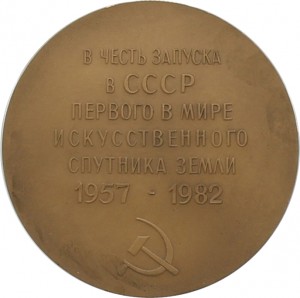 В ЧЕСТЬ ЗАПУСКА
В СССР
ПЕРВОГО В МИРЕ
ИСКУССТВЕННОГО
СПУТНИКА ЗЕМЛИ
1957 - 1982